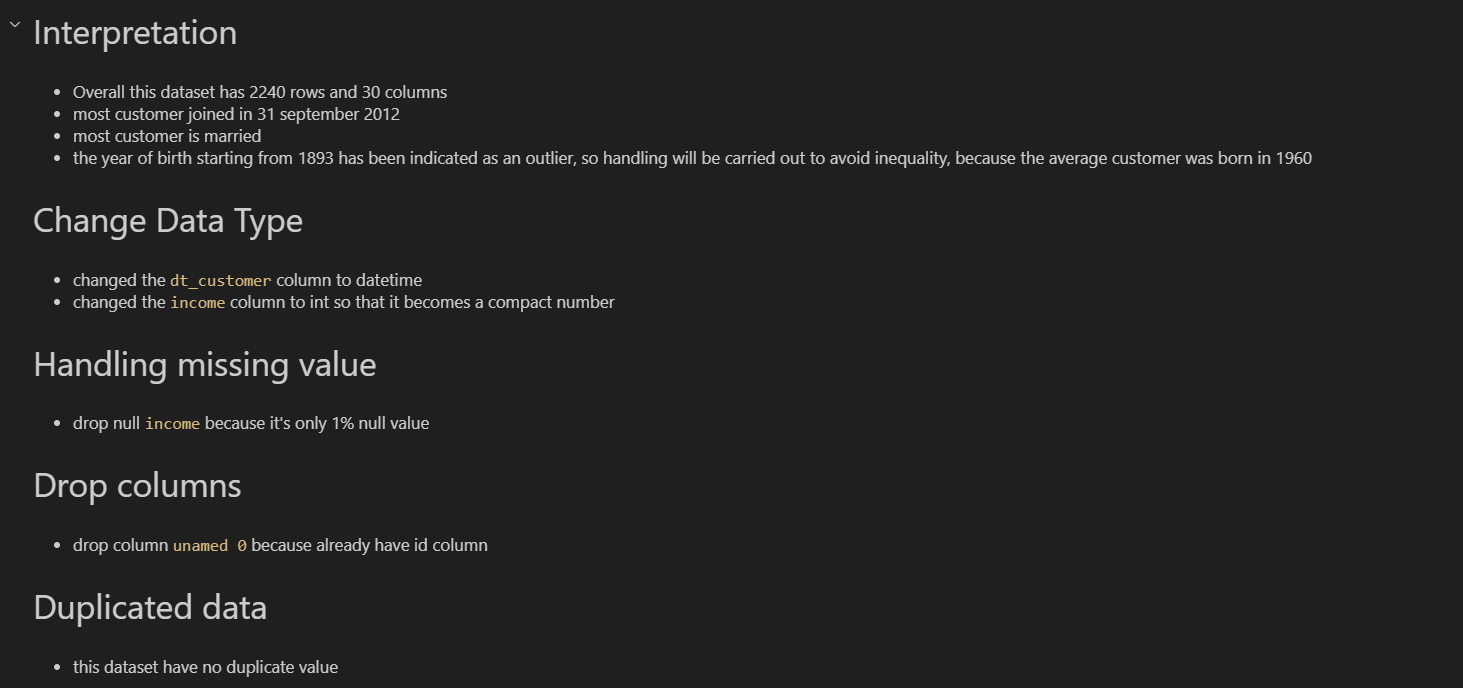 Interpretation
Overall this dataset has 2240 rows and 30 columns
most customer joined in 31 september 2012
most customer is married
the year of birth starting from 1893 has been indicated as an outlier, so handling will be carried out to avoid inequality, because the average customer was born in 1960
Change Data Type
changed the dt_customer column to datetime
changed the income column to int so that it becomes a compact number
Handling missing value
drop null income because it's only 1% null value
Drop columns
drop column unamed 0 because already have id column
Duplicated data
this dataset have no duplicate value